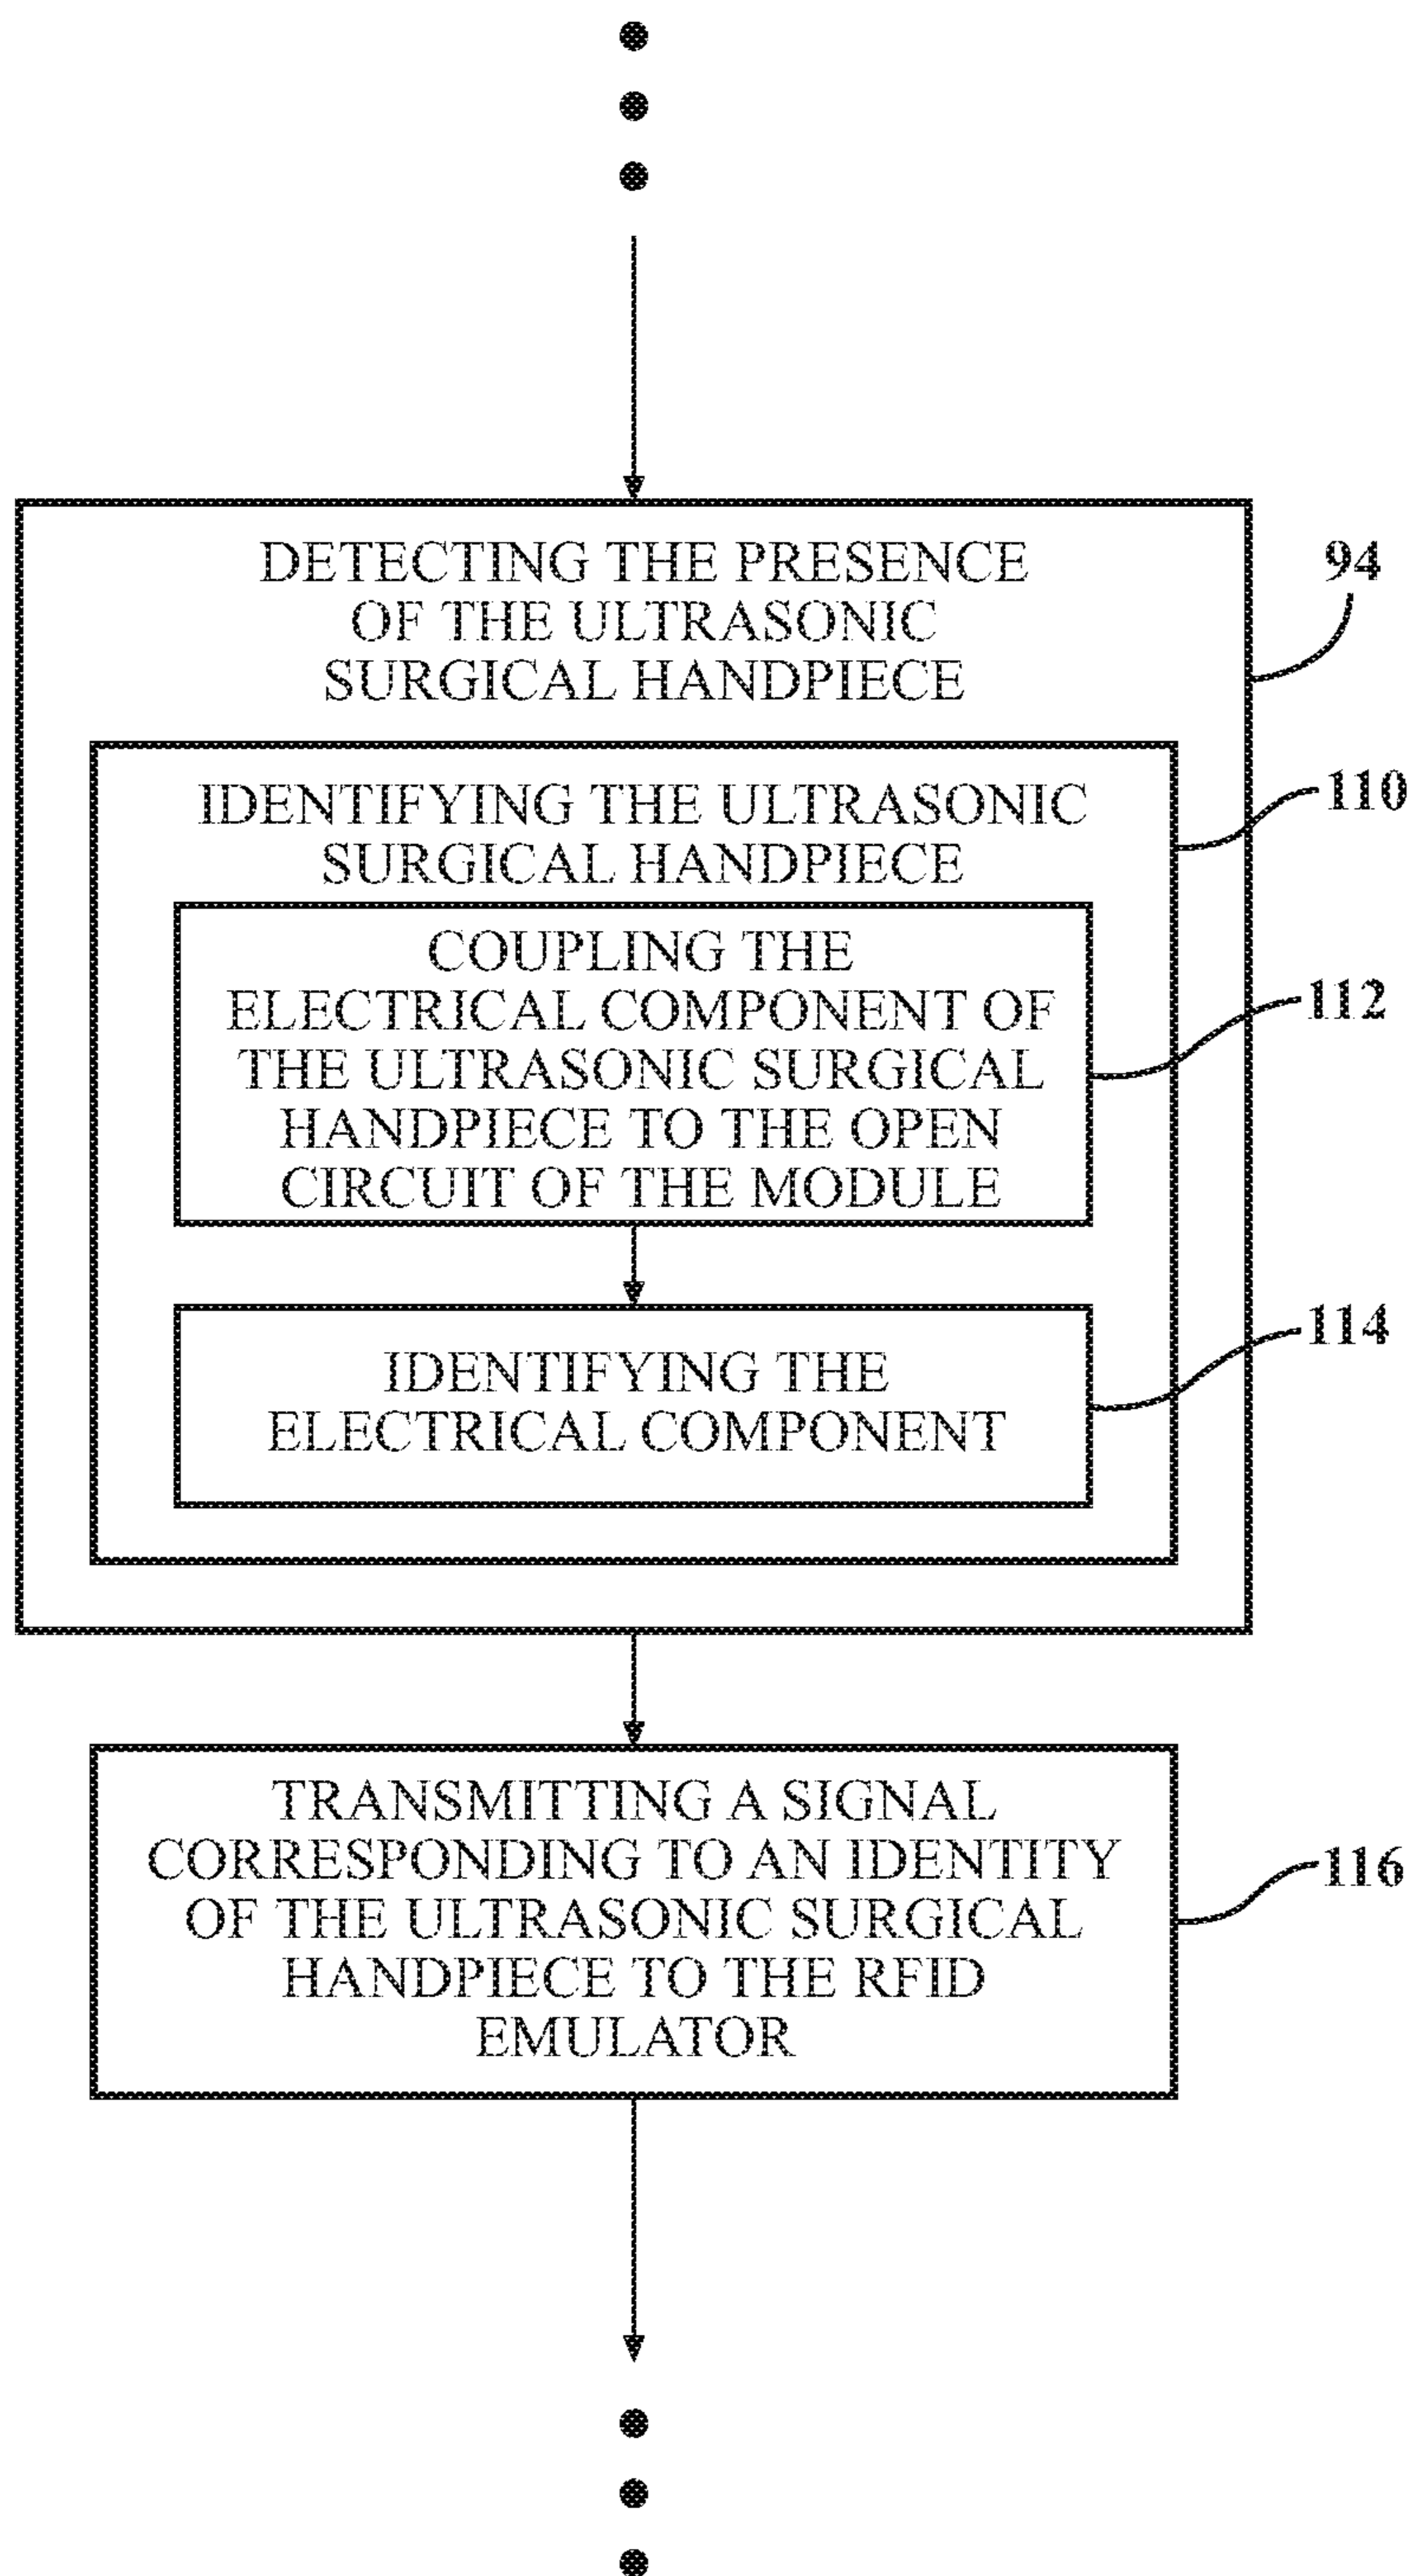 DETECTING THE PRESENCE
OF THE ULTRASONIC
SURGICAL HANDPIECE
94
IDENTIFYING THE ULTRASONIC
SURGICAL HANDPIECE
110
COUPLING THE
ELECTRICAL COMPONENT OF
THE ULTRASONIC SURGICAL
HANDPIECE TO THE OPEN
CIRCUIT OF THE MODULE
112
IDENTIFYING THE
ELECTRICAL COMPONENT
114
TRANSMITTING A SIGNAL
CORRESPONDING TO AN IDENTITY
OF THE ULTRASONIC SURGICAL
HANDPIECE TO THE RFID
EMULATOR
116